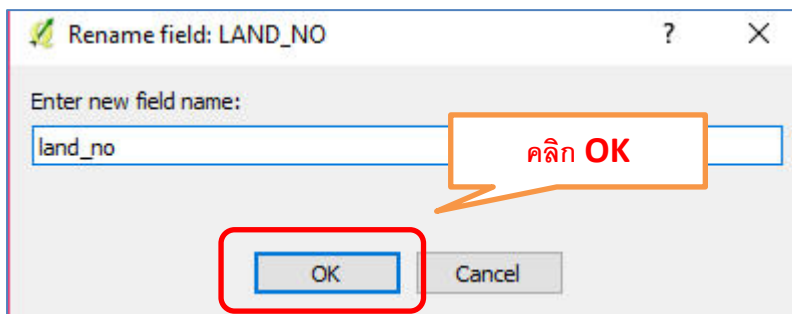 Rename field: LAND_NO
?
Enter new field name:
land_no
คลิก OK
OK
Cancel